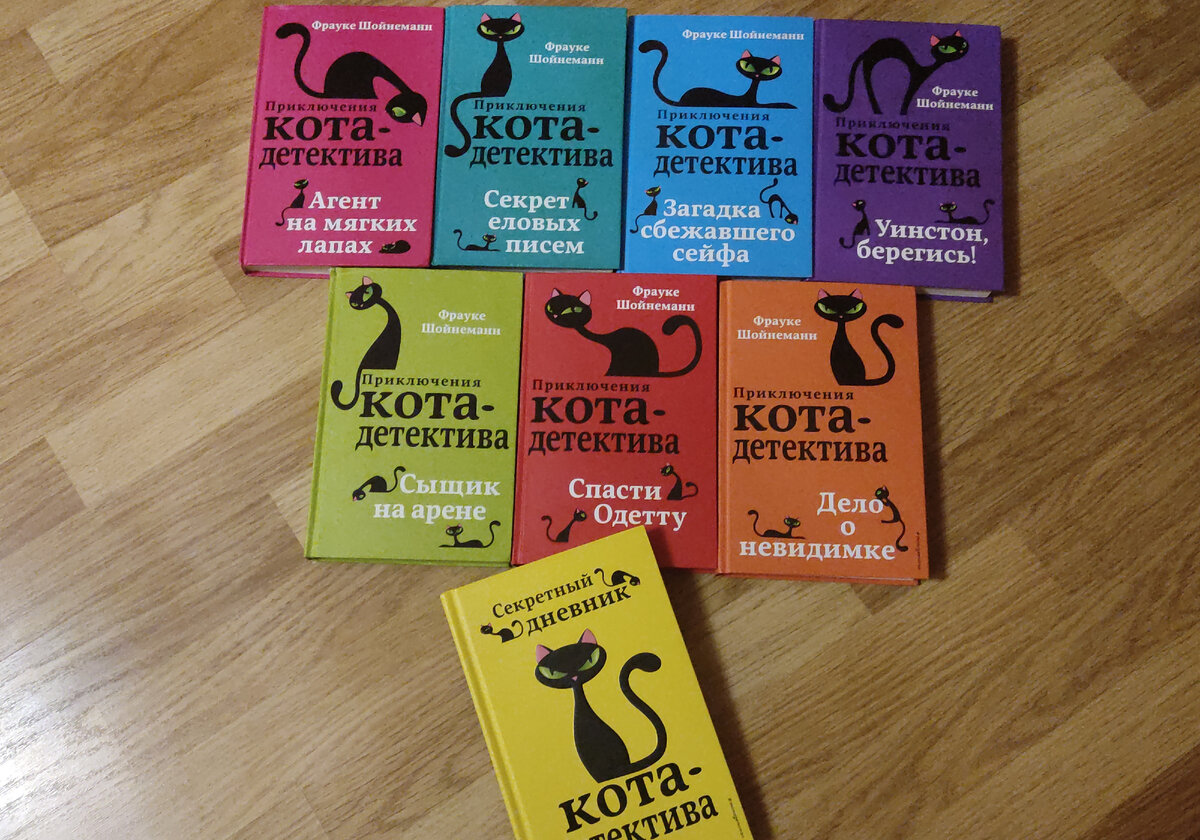 Фрауке Шойнеманн
Приключения
кота-
детектива
Агент
на мягких
лапах
Фрауке
Шойнеманн
Приключения
кота-
детектива
Секрет
еловых
писем
Фрауке Шойнеманн
Приключения
кота-
детектива
Загадка
сбежавшего
сейфа
Фрауке
Шойнеманн
Приключения
кота-
детектива
Уинстон,
берегись!
Фрауке
Шойнеманн
Приключения
кота-
детектива
Сыщик
на арене
Фрауке
Шойнеманн
Приключения
кота-
детектива
Спасти
Одетту
Фрауке
Шойнеманн
Приключения
кота-
детектива
Дело
о
невидимке
Секретный
дневник
кота-
тектива